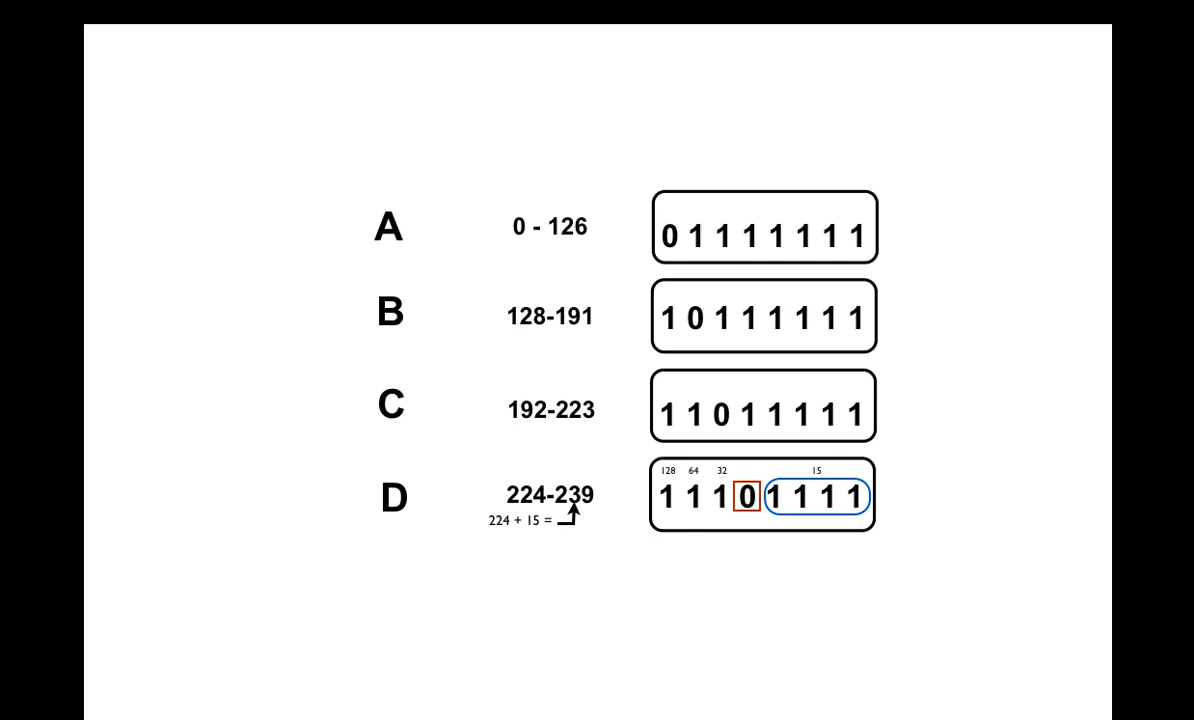 A 0 - 126 0 1 1 1 1 1 1 1
B 128-191 1 0 1 1 1 1 1 1
C 192-223 1 1 0 1 1 1 1 1
128 64 32 15
D 224-239 1 1 1 0 1 1 1 1
224 + 15 =